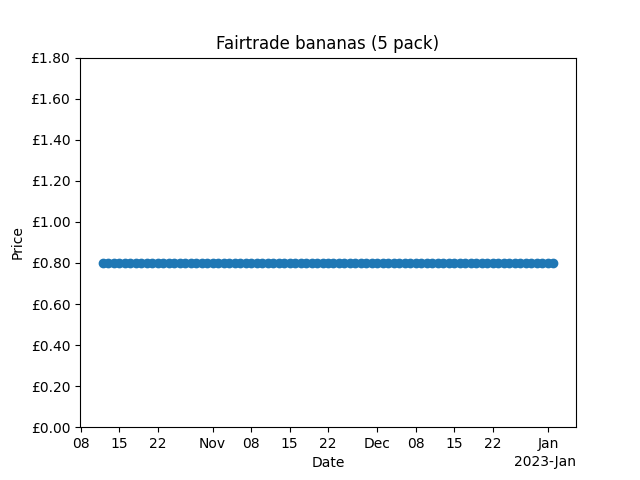 Fairtrade bananas (5 pack)
£1.80
£1.60
£1.40
£1.20
£1.00
£0.80
£0.60
£0.40
£0.20
£0.00
Price
08 15 22 Nov 08 15 22 Dec 08 15 22 Jan
Date
2023-Jan